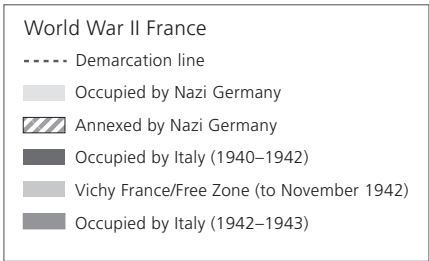 World War II France
Demarcation line
Occupied by Nazi Germany
Annexed by Nazi Germany
Occupied by Italy (1940–1942)
Vichy France/Free Zone (to November 1942)
Occupied by Italy (1942–1943)